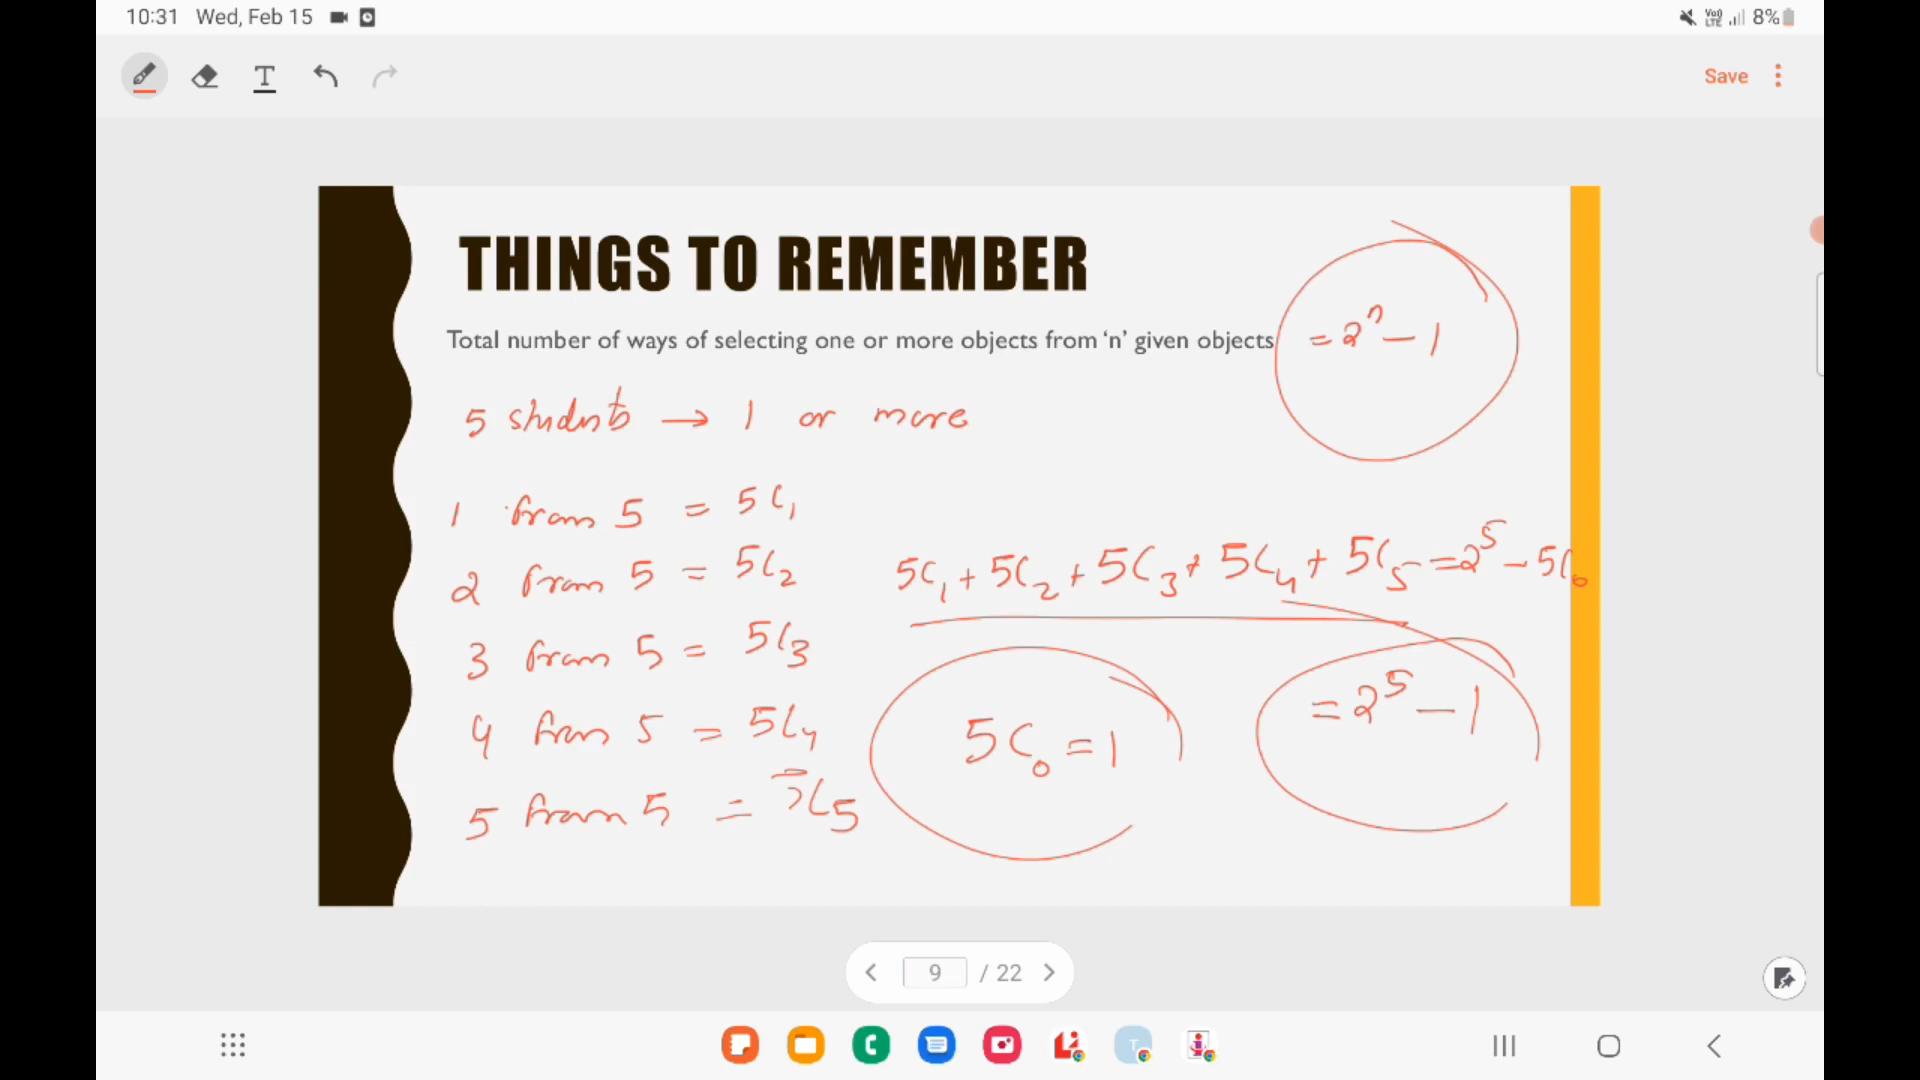 10:31 Wed, Feb 15
Vo)) LTE 8%
T Save
THINGS TO REMEMBER
Total number of ways of selecting one or more objects from ‘n’ given objects = 2ⁿ – 1
5 students → 1 or more
1 from 5 = 5C₁
2 from 5 = 5C₂
5C₁ + 5C₂ + 5C₃ + 5C₄ + 5C₅ = 2⁵ – 5C₀
3 from 5 = 5C₃
= 2⁵ – 1
4 from 5 = 5C₄
5C₀ = 1
5 from 5 = 5C₅
9 / 22
T